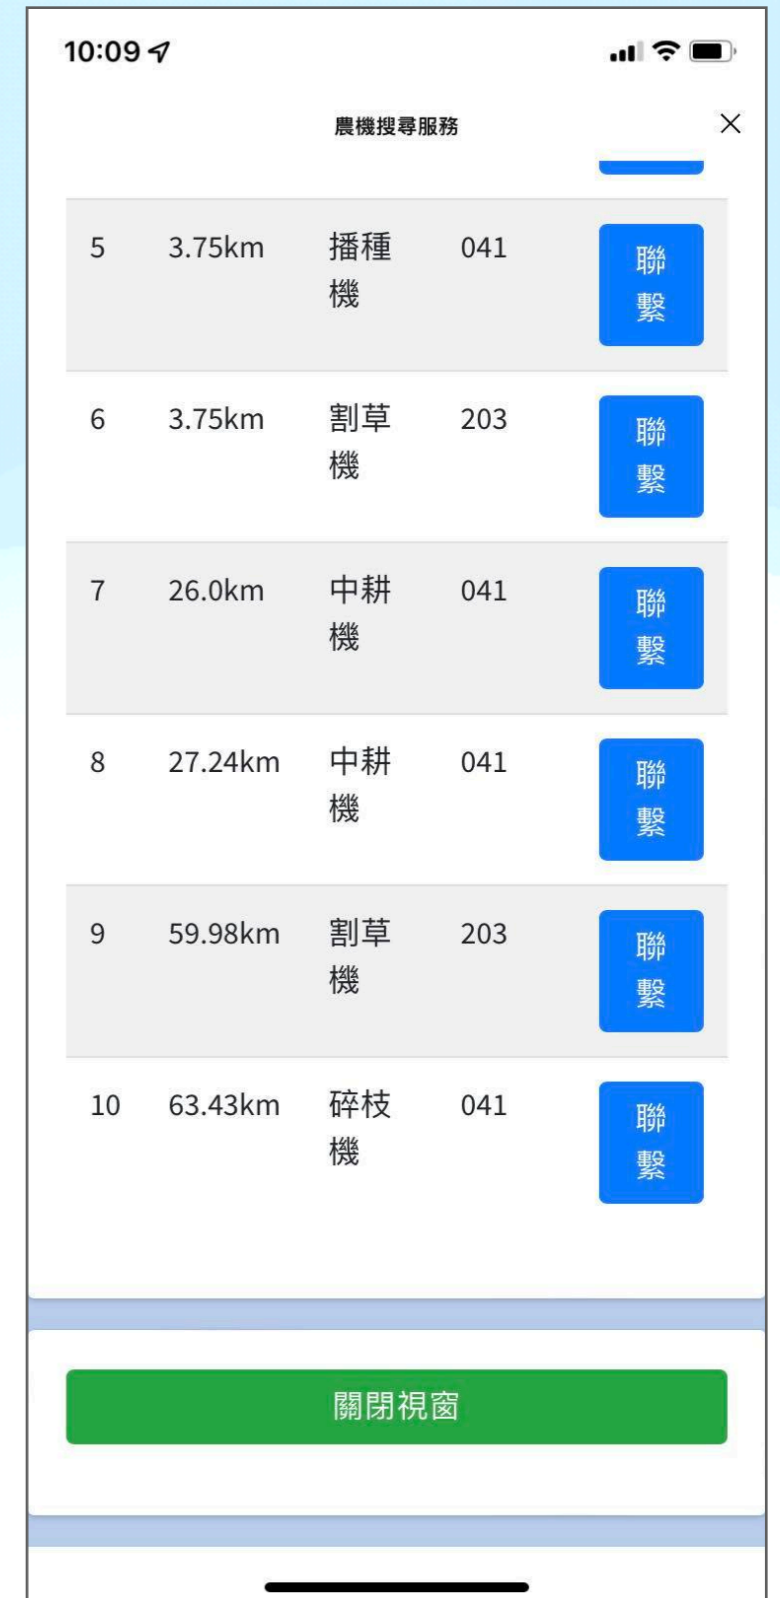 10:09
農機搜尋服務
5 3.75km 播種機 041 聯繫
6 3.75km 割草機 203 聯繫
7 26.0km 中耕機 041 聯繫
8 27.24km 中耕機 041 聯繫
9 59.98km 割草機 203 聯繫
10 63.43km 碎枝機 041 聯繫
關閉視窗